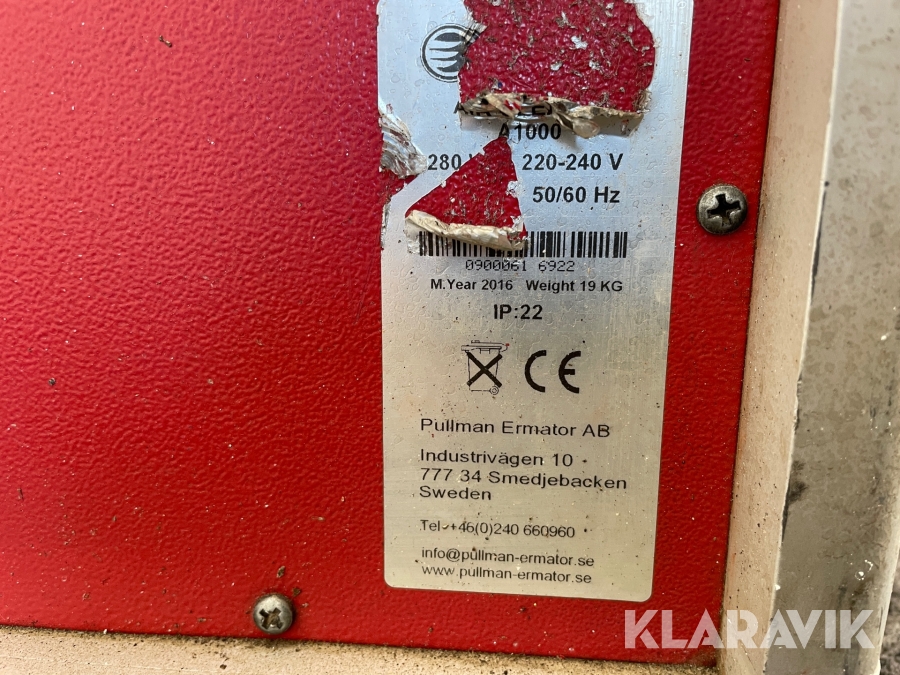 A1000
280
220-240 V
50/60 Hz
0900061 6922
M.Year 2016 Weight 19 KG
IP:22
CE
Pullman Ermator AB
Industrivägen 10
777 34 Smedjebacken
Sweden
Tel +46(0)240 660960
info@pullman-ermator.se
www.pullman-ermator.se
KLARAVIK